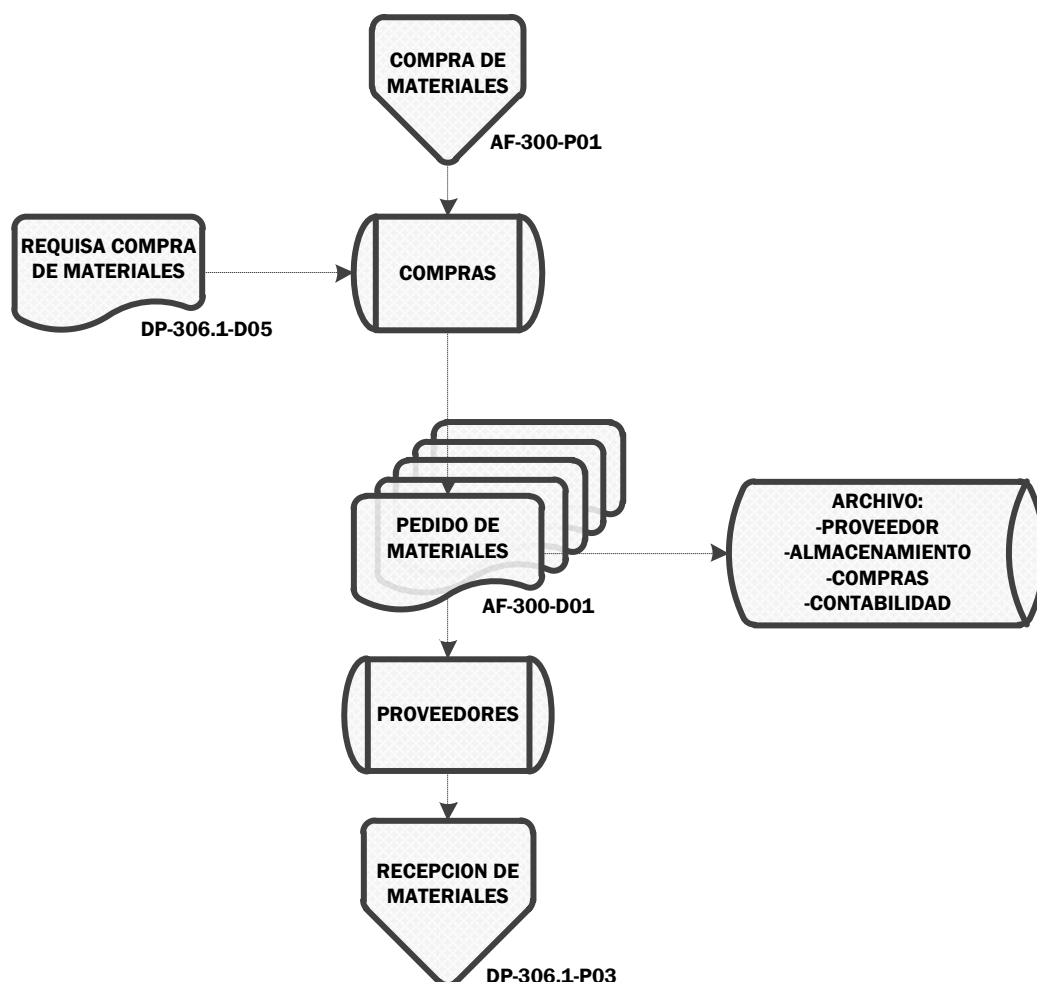 COMPRA DE
MATERIALES
AF-300-P01
REQUISA COMPRA
DE MATERIALES
DP-306.1-D05
COMPRAS
PEDIDO DE
MATERIALES
AF-300-D01
ARCHIVO:
-PROVEEDOR
-ALMACENAMIENTO
-COMPRAS
-CONTABILIDAD
PROVEEDORES
RECEPCION DE
MATERIALES
DP-306.1-P03